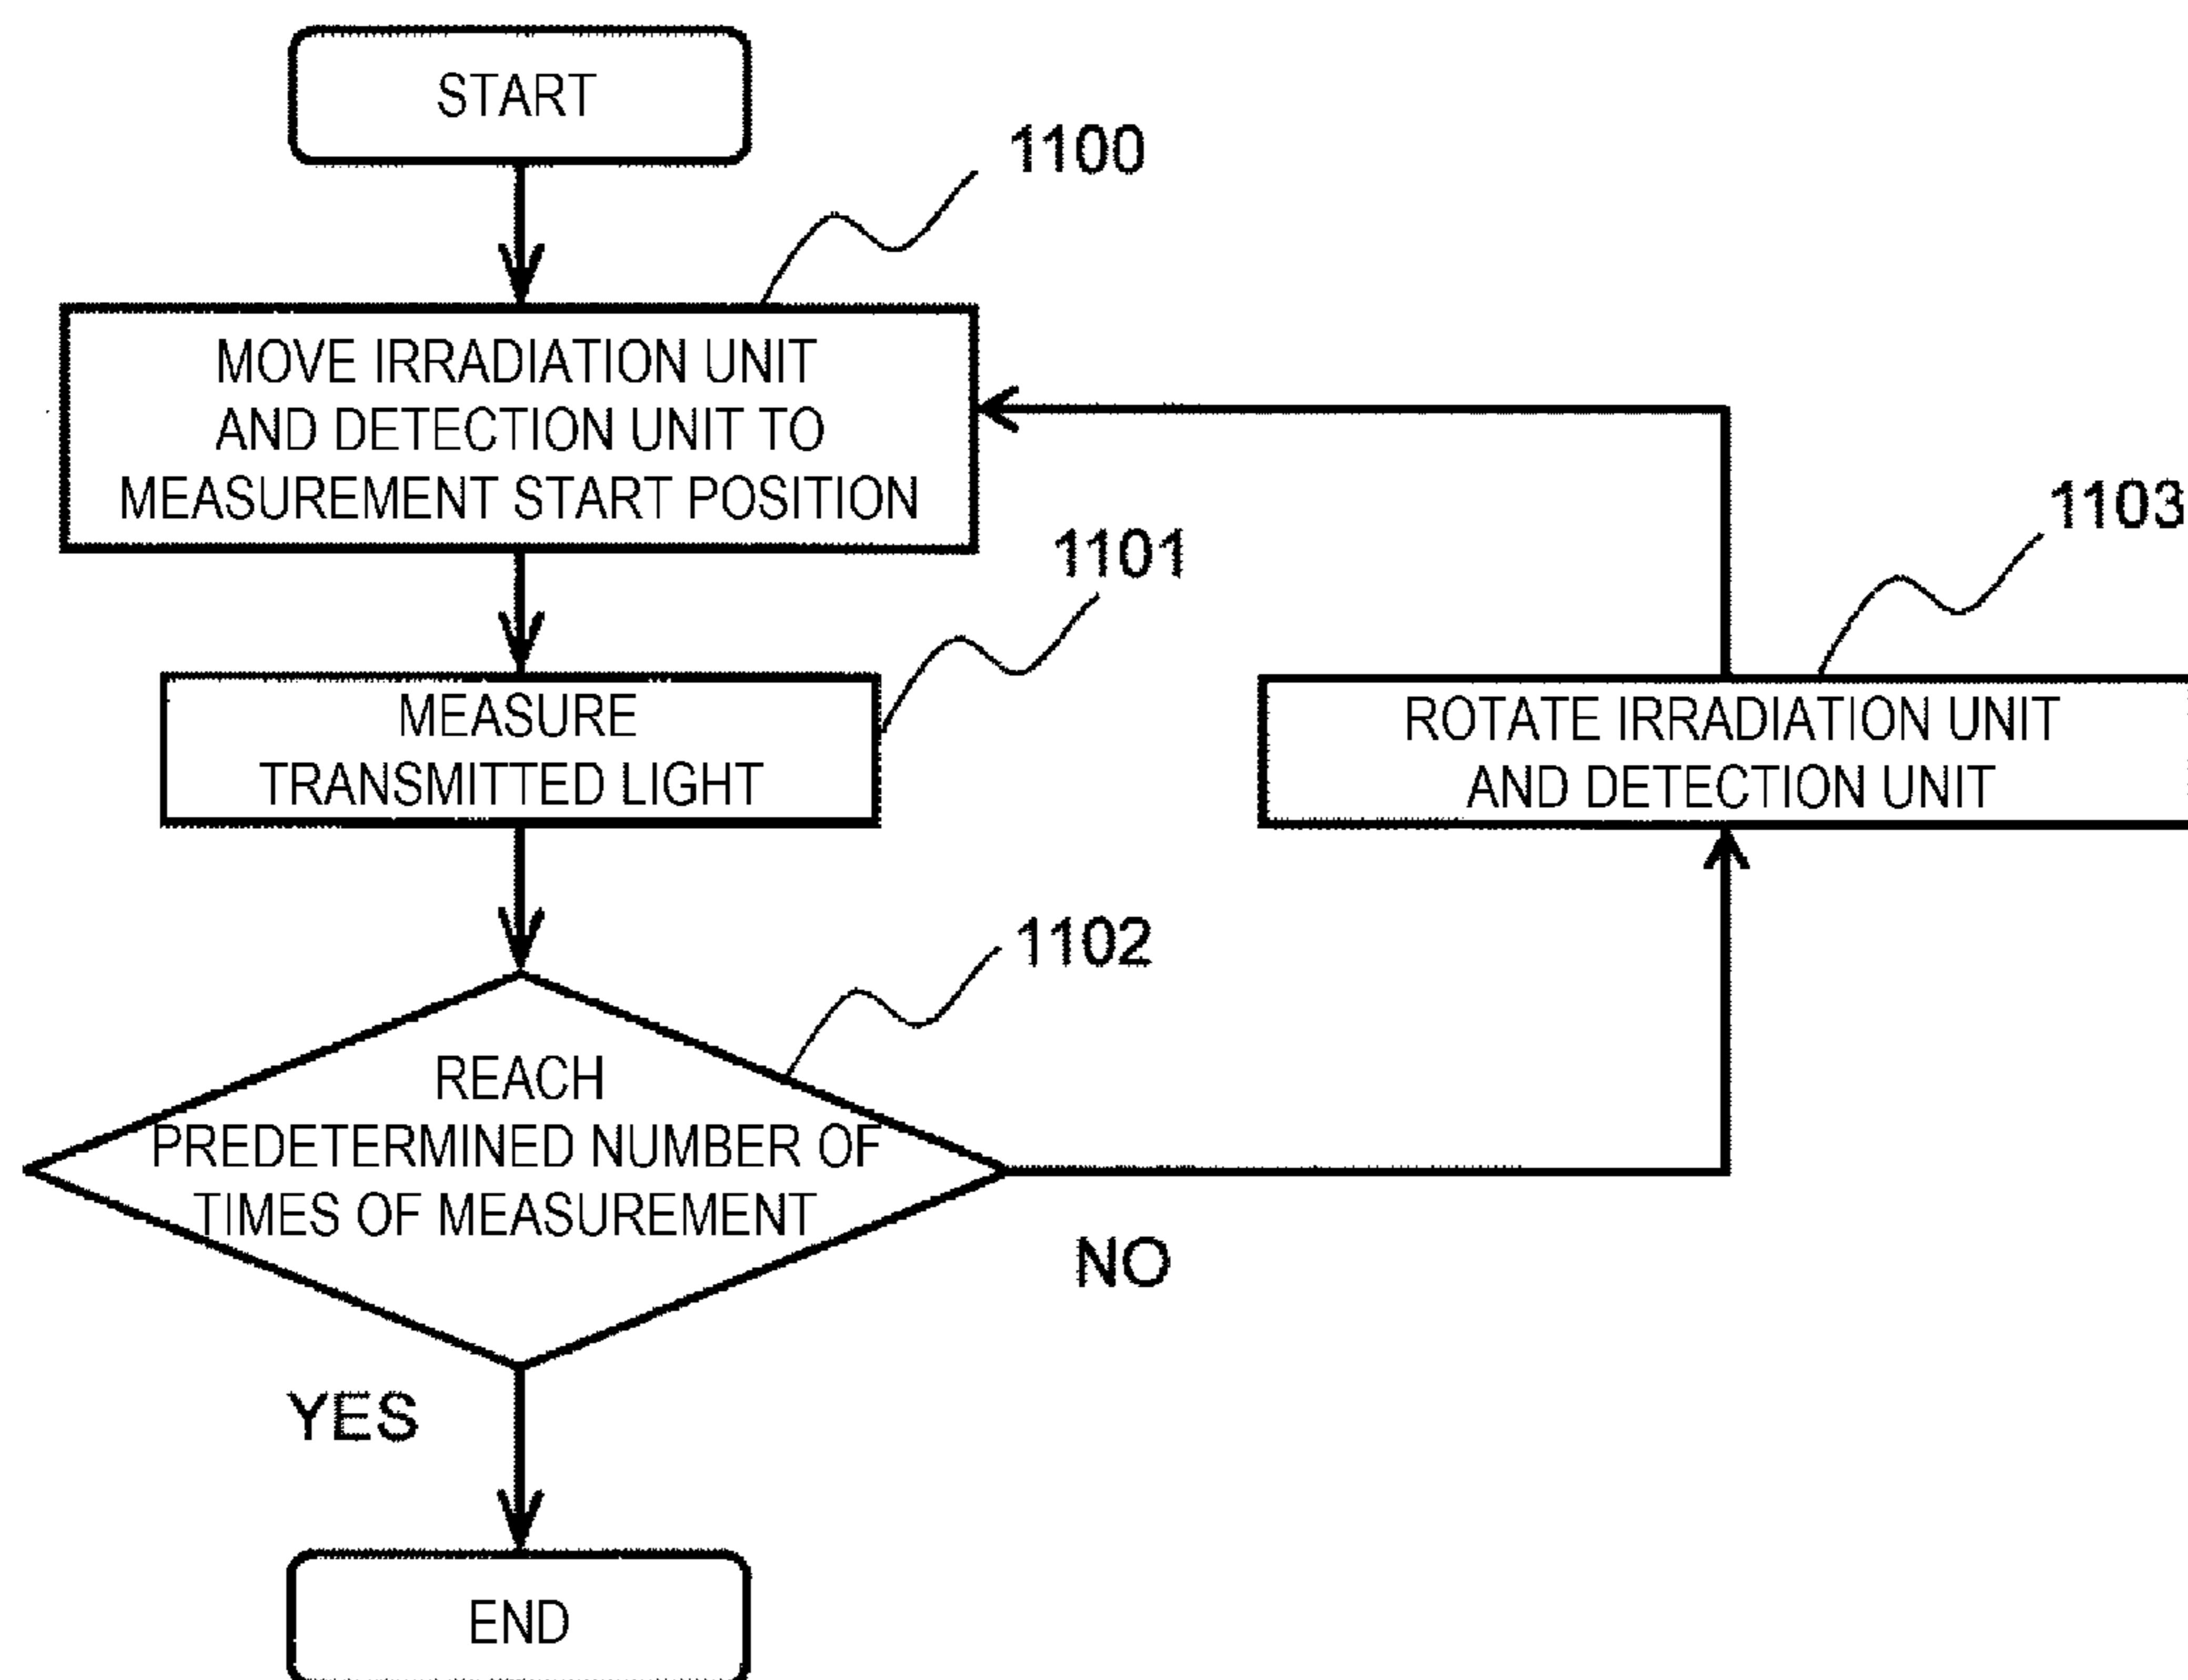 START
1100
MOVE IRRADIATION UNIT
AND DETECTION UNIT TO
MEASUREMENT START POSITION
1101
MEASURE
TRANSMITTED LIGHT
1103
ROTATE IRRADIATION UNIT
AND DETECTION UNIT
1102
REACH
PREDETERMINED NUMBER OF
TIMES OF MEASUREMENT
NO
YES
END